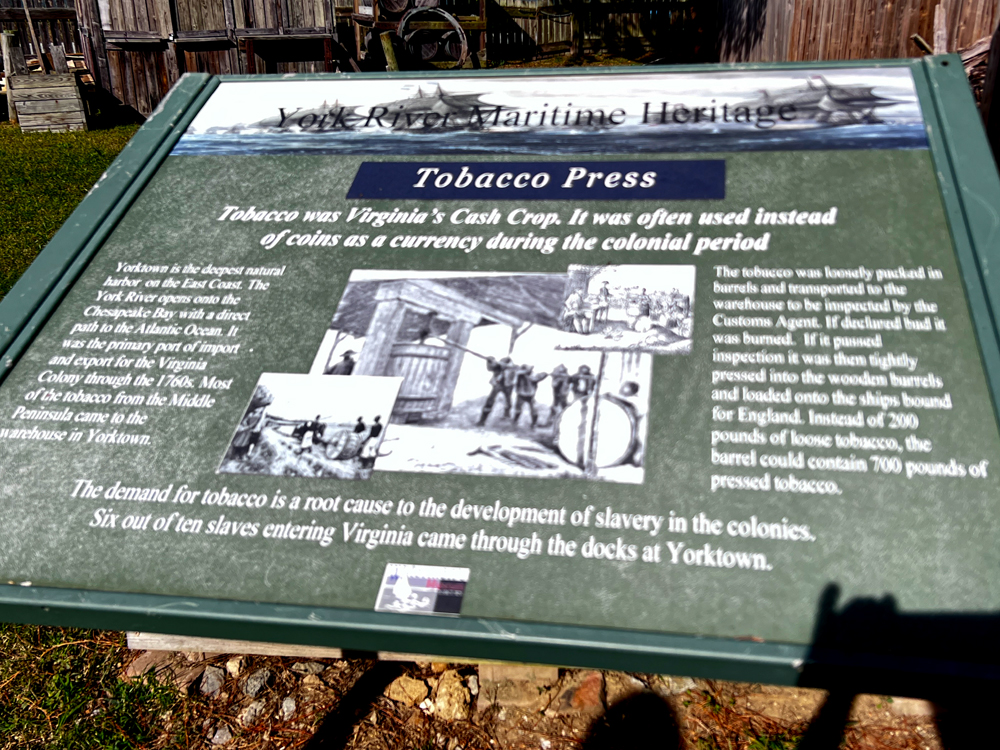 York River Maritime Heritage
Tobacco Press
Tobacco was Virginia's Cash Crop. It was often used instead
of coins as a currency during the colonial period
Yorktown is the deepest natural
harbor on the East Coast. The
York River opens onto the
Chesapeake Bay with a direct
path to the Atlantic Ocean. It
was the primary port of import
and export for the Virginia
Colony through the 1760s. Most
of the tobacco from the Middle
Peninsula came to the
warehouse in Yorktown.
The tobacco was loosely packed in
barrels and transported to the
warehouse to be inspected by the
Customs Agent. If declared bad it
was burned. If it passed
inspection it was then tightly
pressed into the wooden barrels
and loaded onto the ships bound
for England. Instead of 200
pounds of loose tobacco, the
barrel could contain 700 pounds of
pressed tobacco.
The demand for tobacco is a root cause to the development of slavery in the colonies.
Six out of ten slaves entering Virginia came through the docks at Yorktown.